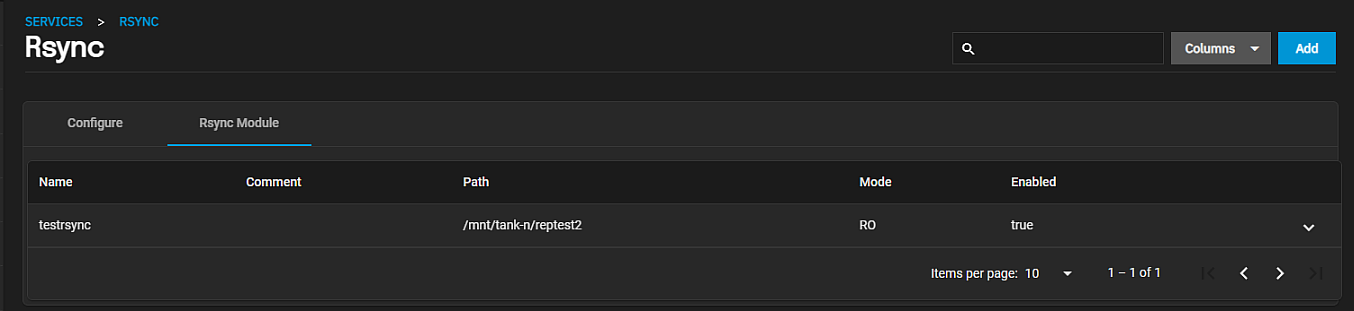 SERVICES > RSYNC
Rsync
Columns Add
Configure Rsync Module
Name Comment Path Mode Enabled
testrsync /mnt/tank-n/reptest2 RO true
Items per page: 10 1 – 1 of 1